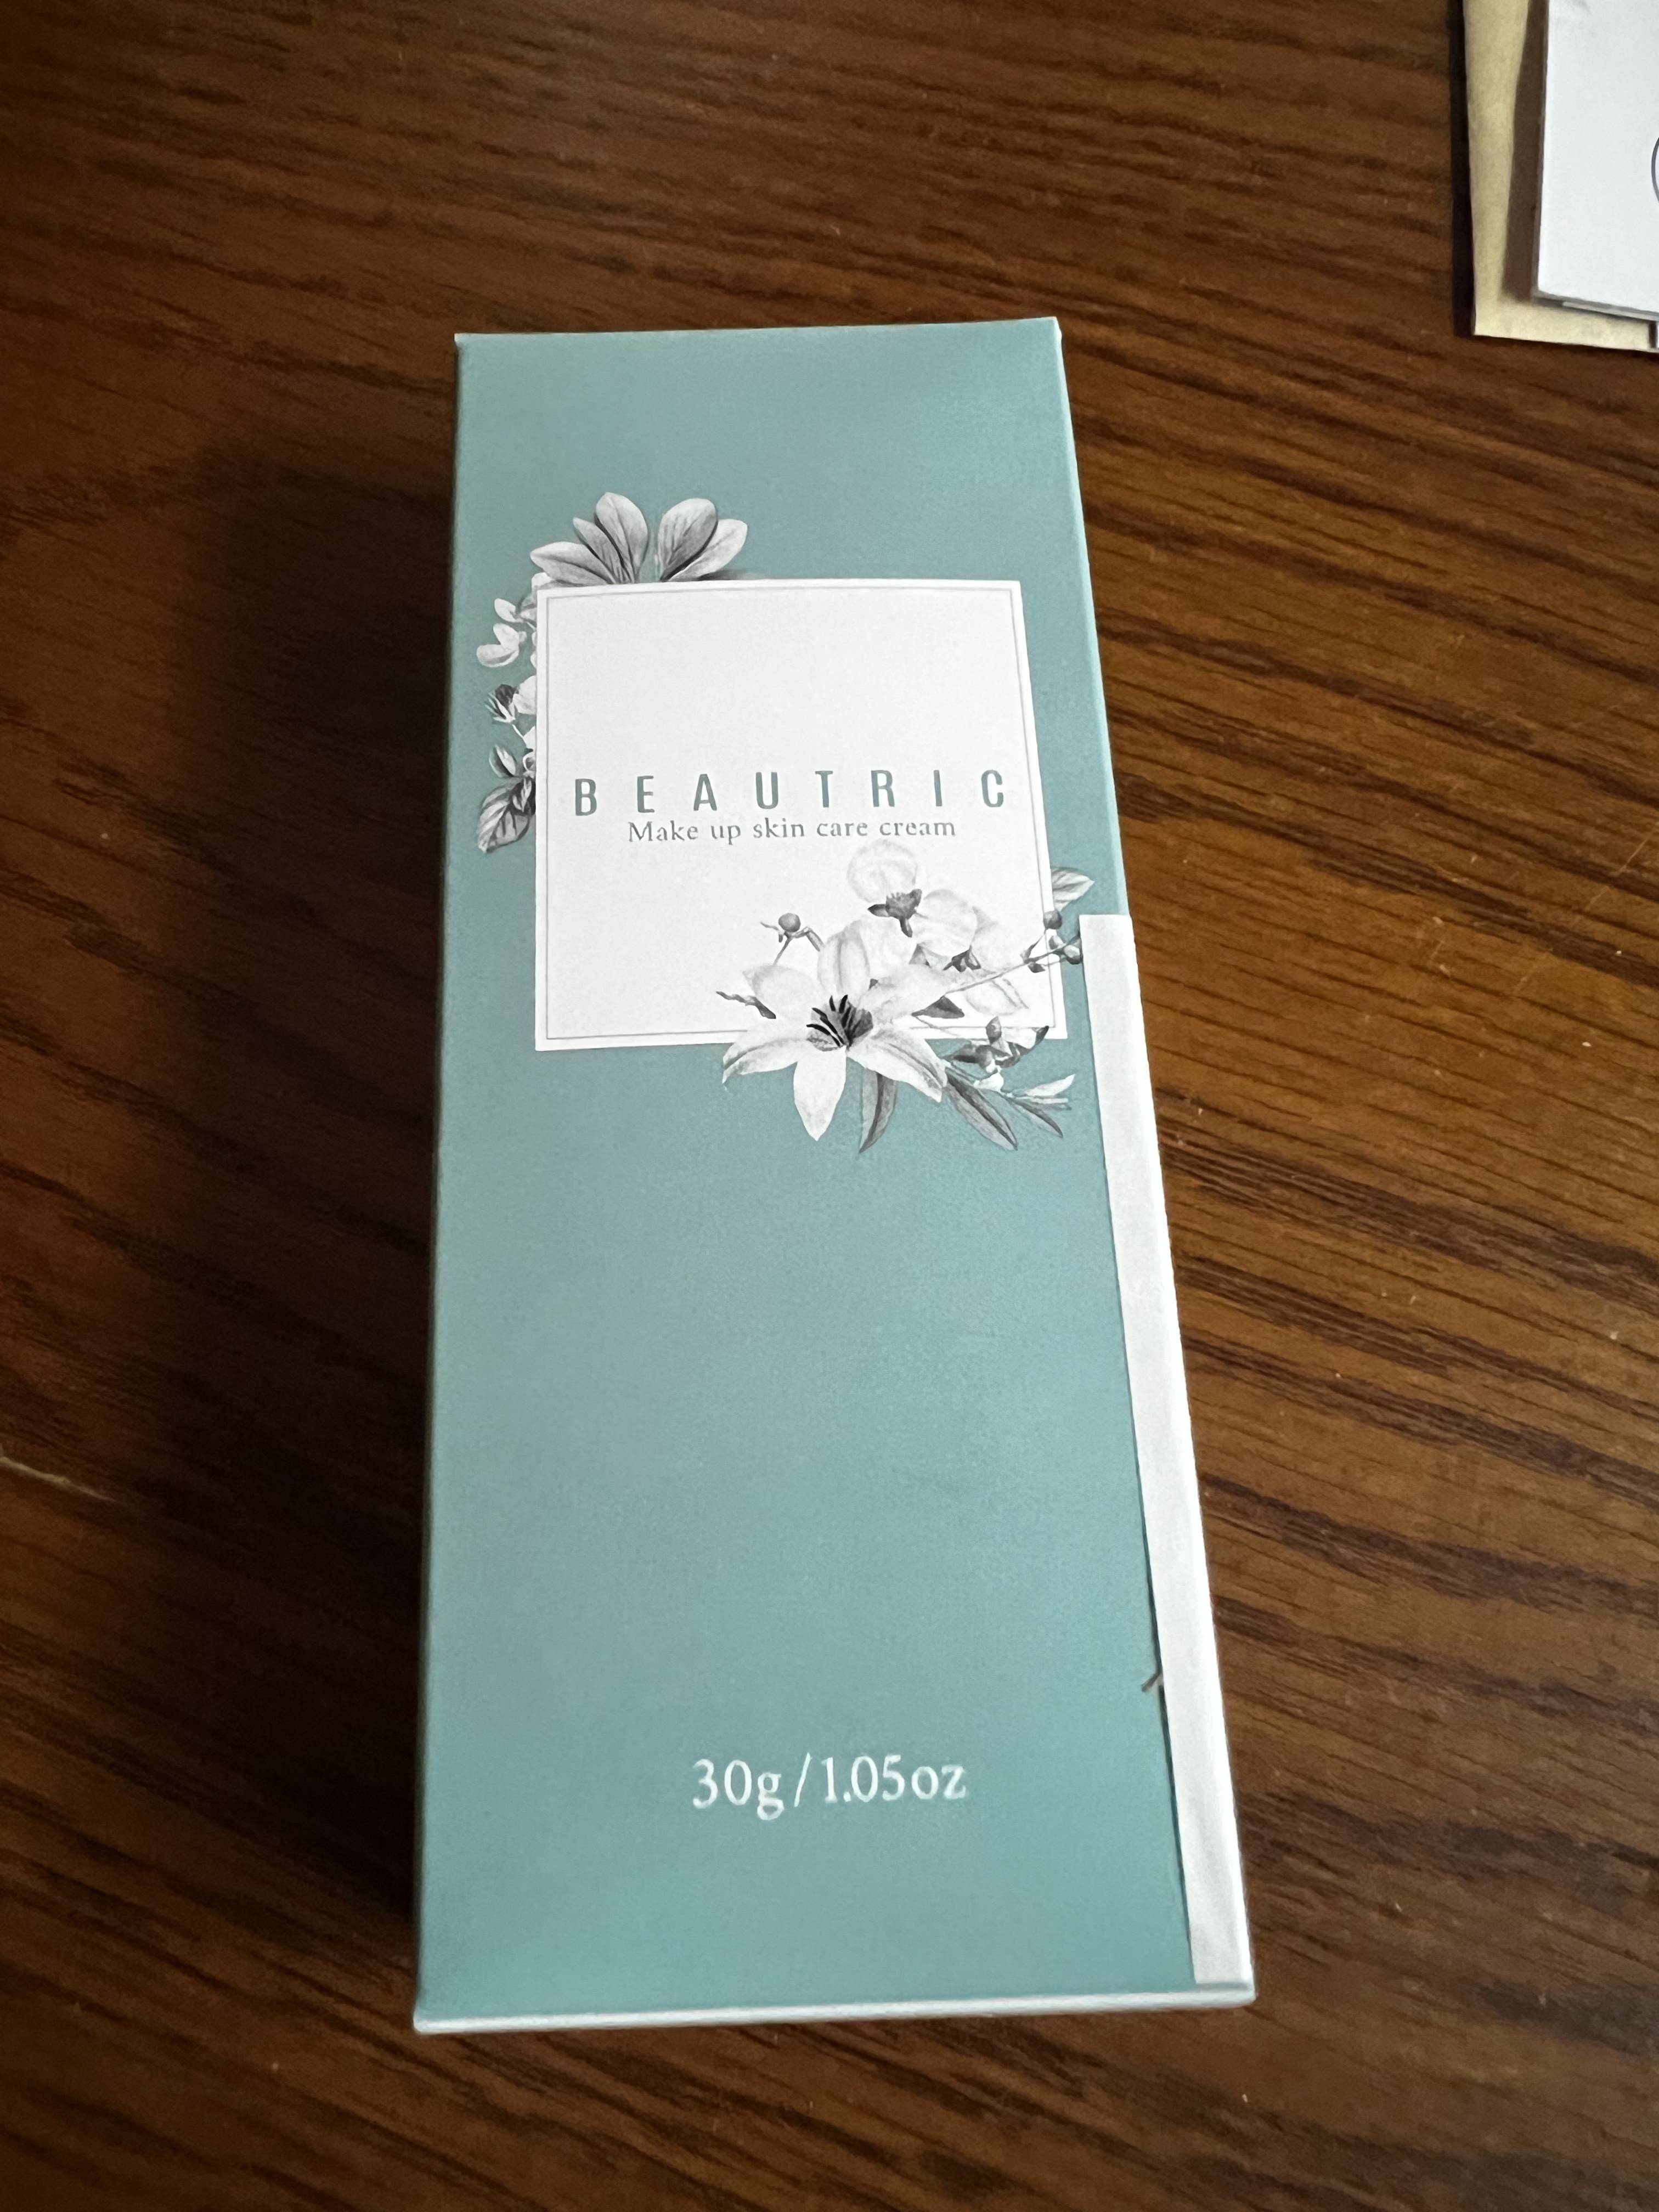 BEAUTRIC
Make up skin care cream
30g/1.05oz